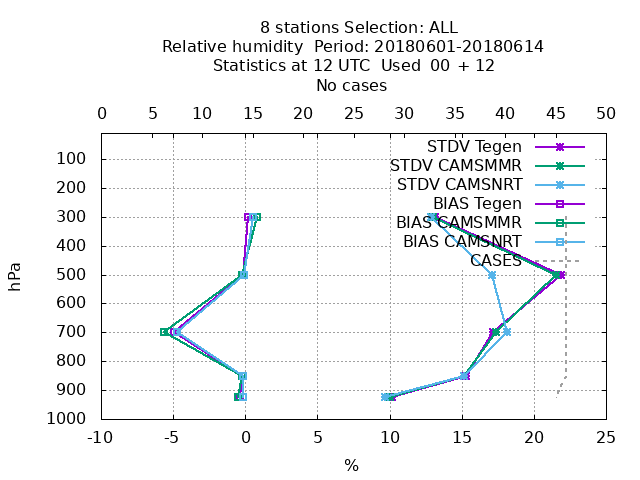 8 stations Selection: ALL
Relative humidity  Period: 20180601-20180614
Statistics at 12 UTC  Used  00 + 12
No cases
0 5 10 15 20 25 30 35 40 45 50
STDV Tegen
STDV CAMSMMR
STDV CAMSNRT
BIAS Tegen
BIAS CAMSMMR
BIAS CAMSNRT
CASES
hPa
100
200
300
400
500
600
700
800
900
1000
-10 -5 0 5 10 15 20 25
%